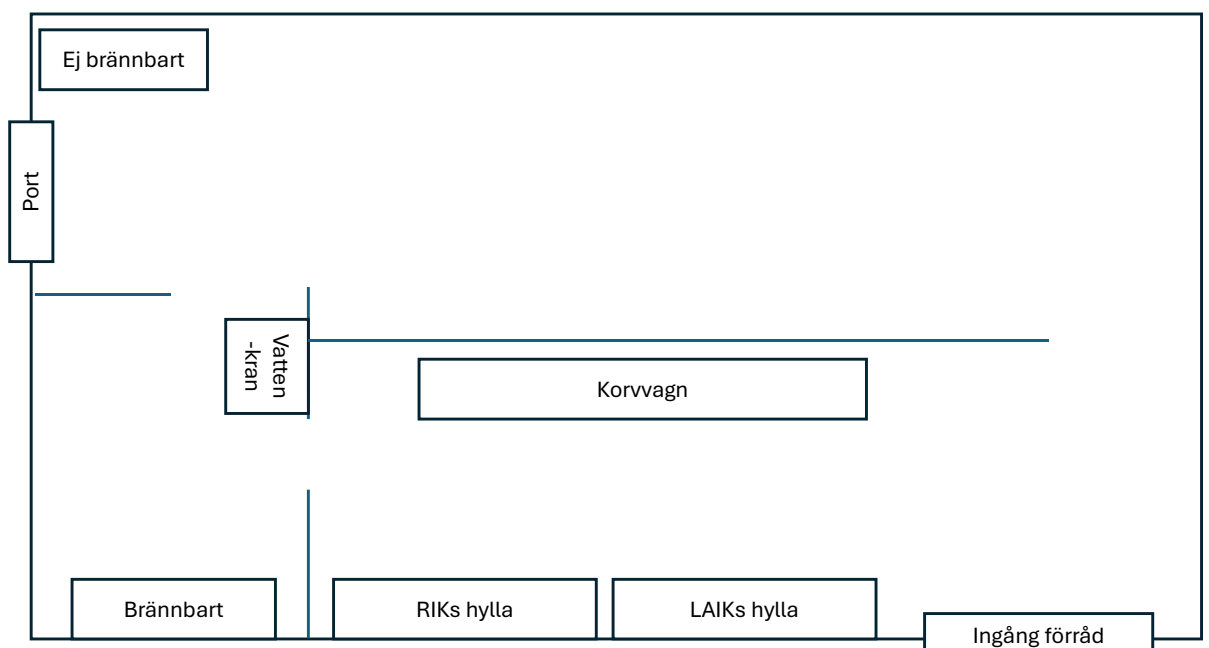 Ej brännbart
Port
Vatten
-kran
Korvvagn
Brännbart
RIKs hylla
LAIKs hylla
Ingång förråd